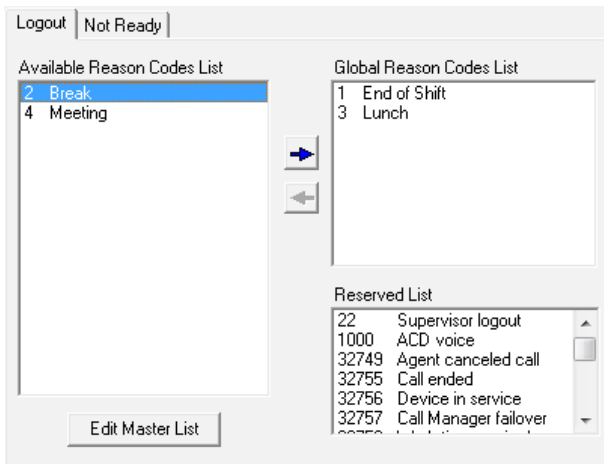 Logout
Not Ready
Available Reason Codes List
2 Break
4 Meeting
Edit Master List
Global Reason Codes List
1 End of Shift
3 Lunch
Reserved List
22 Supervisor logout
1000 ACD voice
32749 Agent canceled call
32755 Call ended
32756 Device in service
32757 Call Manager failover